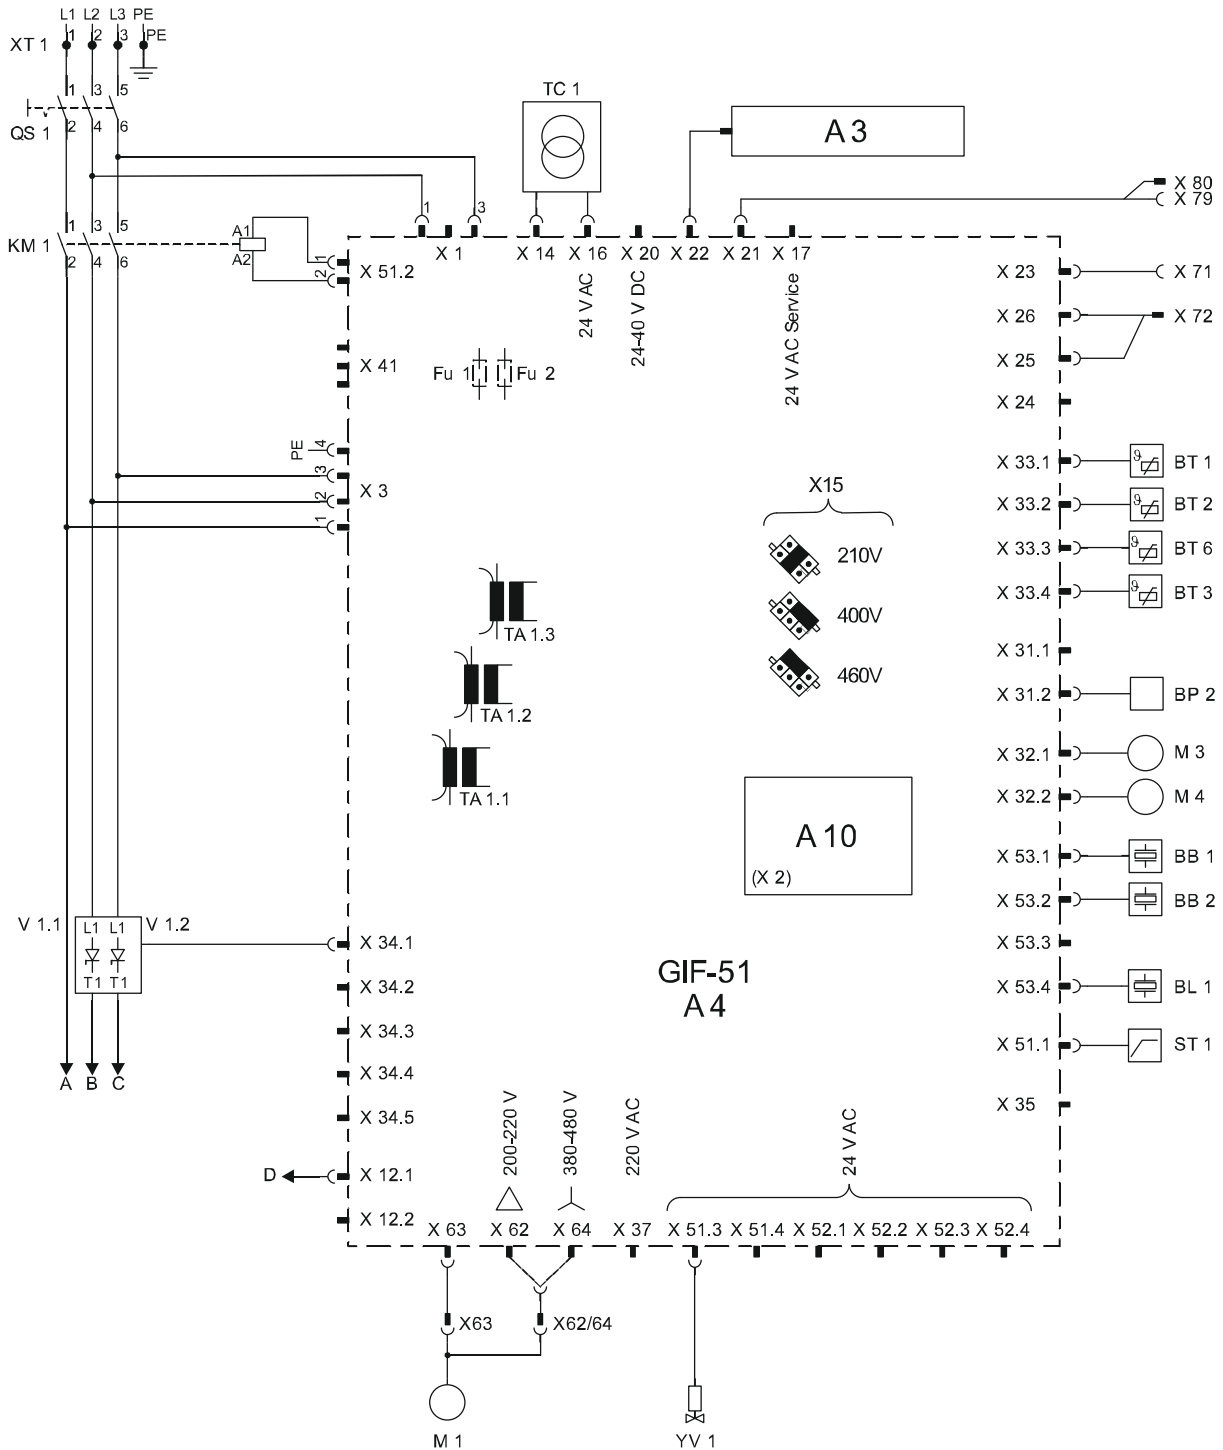 L1 L2 L3 PE
XT 1 1 2 3 PE
1 3 5
QS 1 2 4 6
TC 1
A 3
X 80
X 79
1 3
1 3 5
KM 1
2 4 6
A1
A2
1
2
X 51.2
X 1
X 14
X 16
X 20
X 22
X 21
X 17
24 V AC
24-40 V DC
24 V AC Service
X 23
X 71
X 26
X 72
X 25
X 24
X 41
Fu 1
Fu 2
PE
4
3
2
1
X 3
X 33.1
BT 1
X 33.2
BT 2
X 33.3
BT 6
X 33.4
BT 3
ϑ
ϑ
ϑ
ϑ
X15
210V
400V
460V
TA 1.3
TA 1.2
TA 1.1
X 31.1
X 31.2
BP 2
X 32.1
M 3
X 32.2
M 4
A 10
(X 2)
X 53.1
BB 1
X 53.2
BB 2
X 53.3
X 53.4
BL 1
X 51.1
ST 1
X 35
V 1.1
L1 L1
T1 T1
V 1.2
X 34.1
X 34.2
X 34.3
X 34.4
X 34.5
GIF-51
A 4
A B C
D
X 12.1
X 12.2
200-220 V
380-480 V
220 V AC
24 V AC
X 63
X 62
X 64
X 37
X 51.3
X 51.4
X 52.1
X 52.2
X 52.3
X 52.4
X63
X62/64
M 1
YV 1